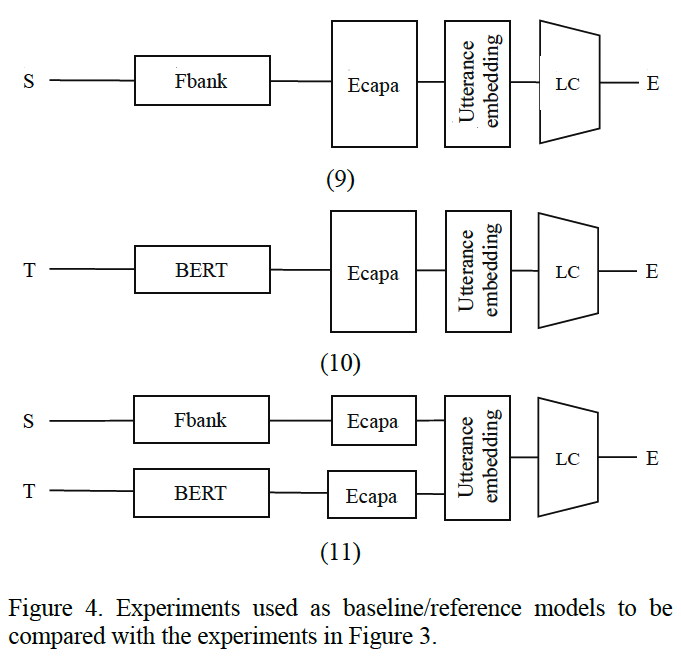 S Fbank Ecapa Utterance embedding LC E
(9)
T BERT Ecapa Utterance embedding LC E
(10)
S Fbank Ecapa
Utterance embedding LC E
T BERT Ecapa
(11)
Figure 4. Experiments used as baseline/reference models to be
compared with the experiments in Figure 3.